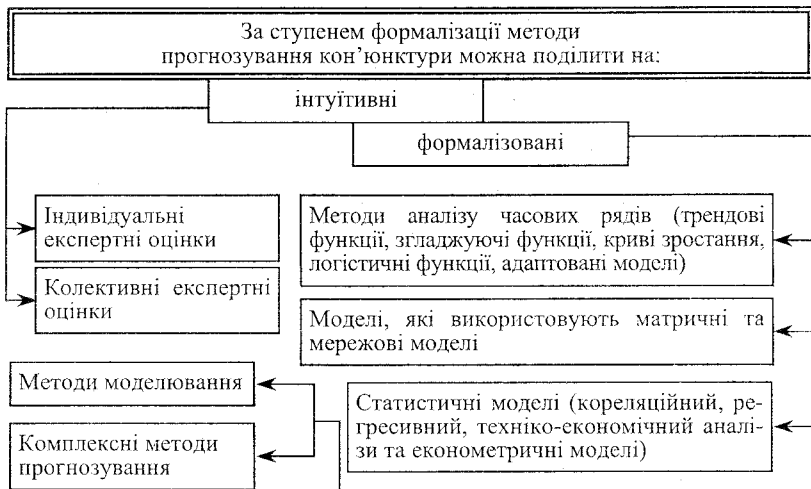 За ступенем формалізації методи
прогнозування кон’юнктури можна поділити на:
інтуїтивні
формалізовані
Індивідуальні
експертні оцінки
Колективні експертні
оцінки
Методи аналізу часових рядів (трендові
функції, згладжуючі функції, криві зростання,
логістичні функції, адаптовані моделі)
Моделі, які використовують матричні та
мережові моделі
Методи моделювання
Комплексні методи
прогнозування
Статистичні моделі (кореляційний, ре-
гресивний, техніко-економічний аналі-
зи та економетричні моделі)